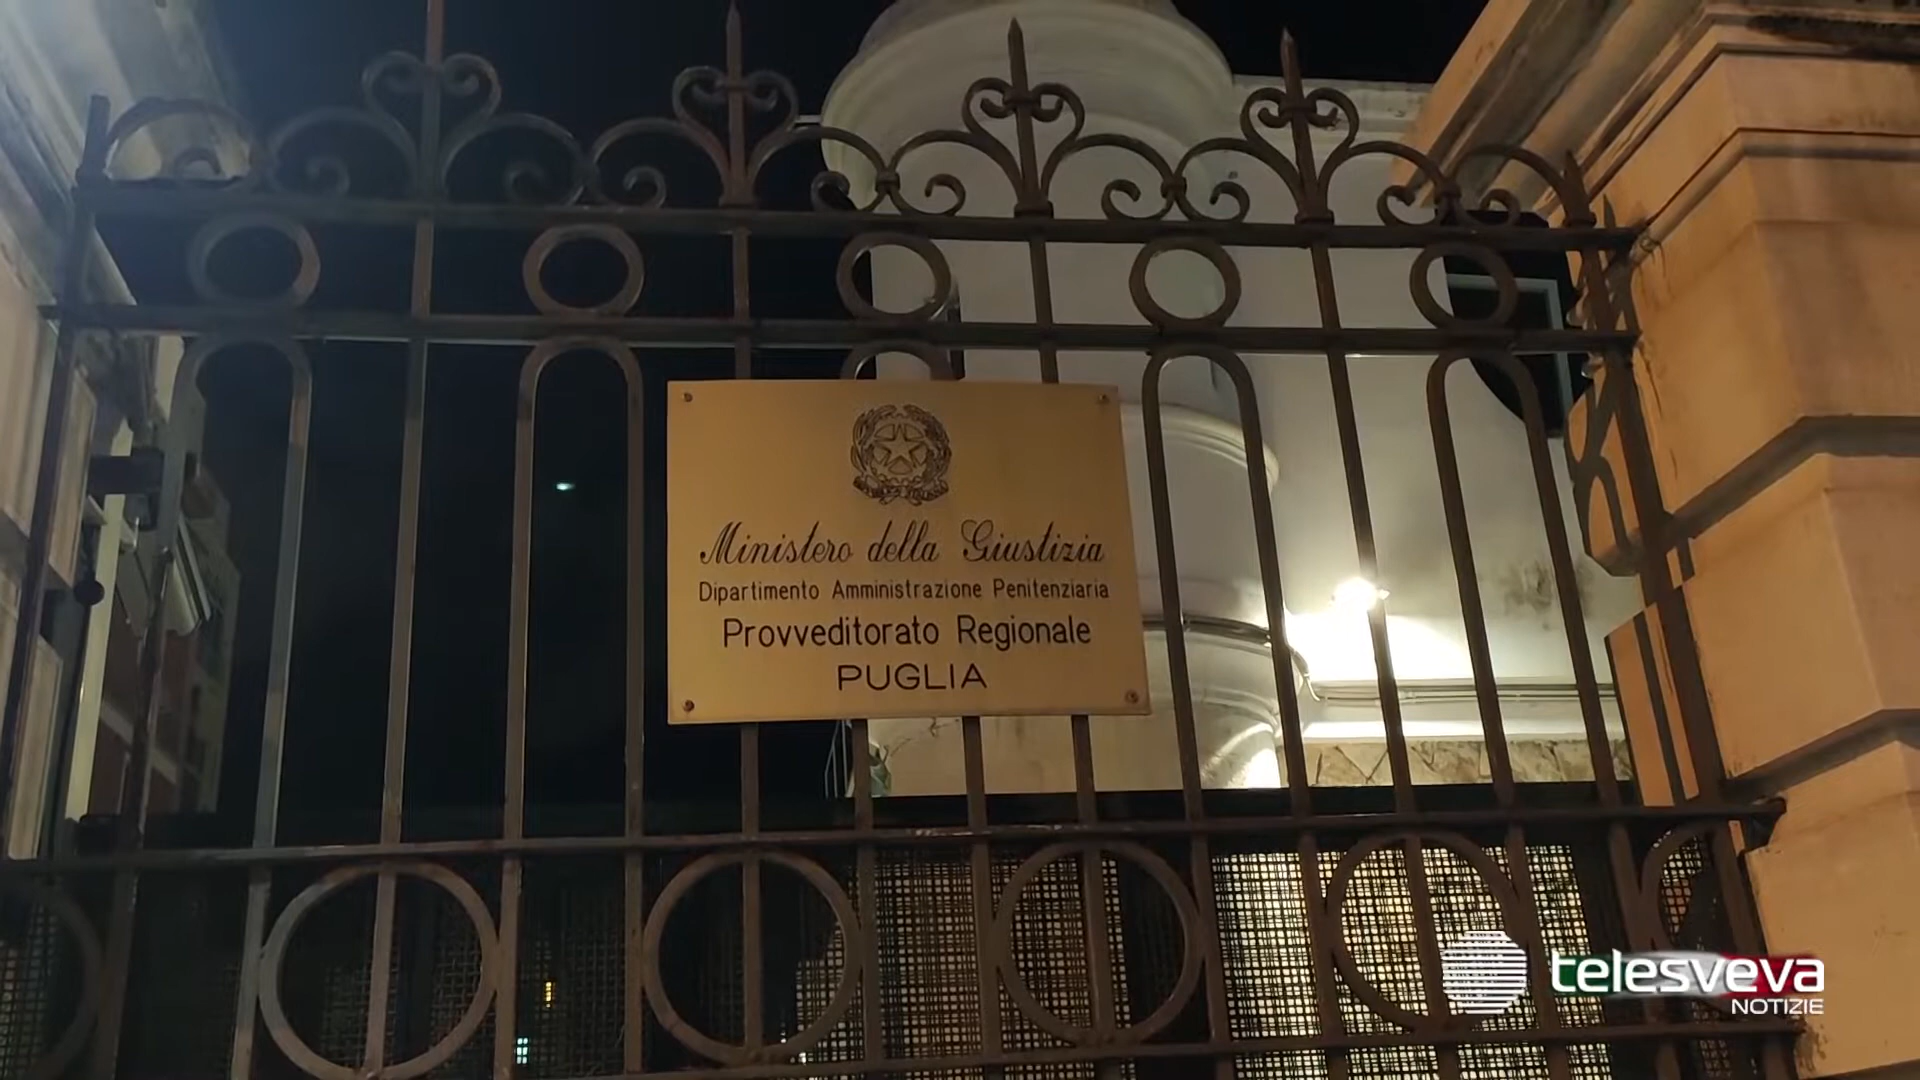 Ministero della Giustizia
Dipartimento Amministrazione Penitenziaria
Provveditorato Regionale
PUGLIA
telesveva
NOTIZIE